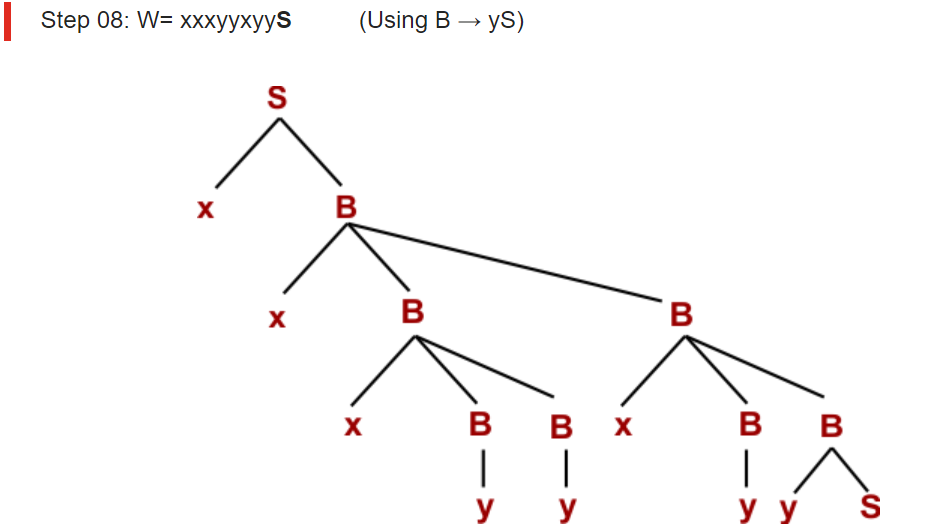 Step 08: W= xxxyyxyyS (Using B → yS)
S
x B
x B B
x B B x B B
y y y y S